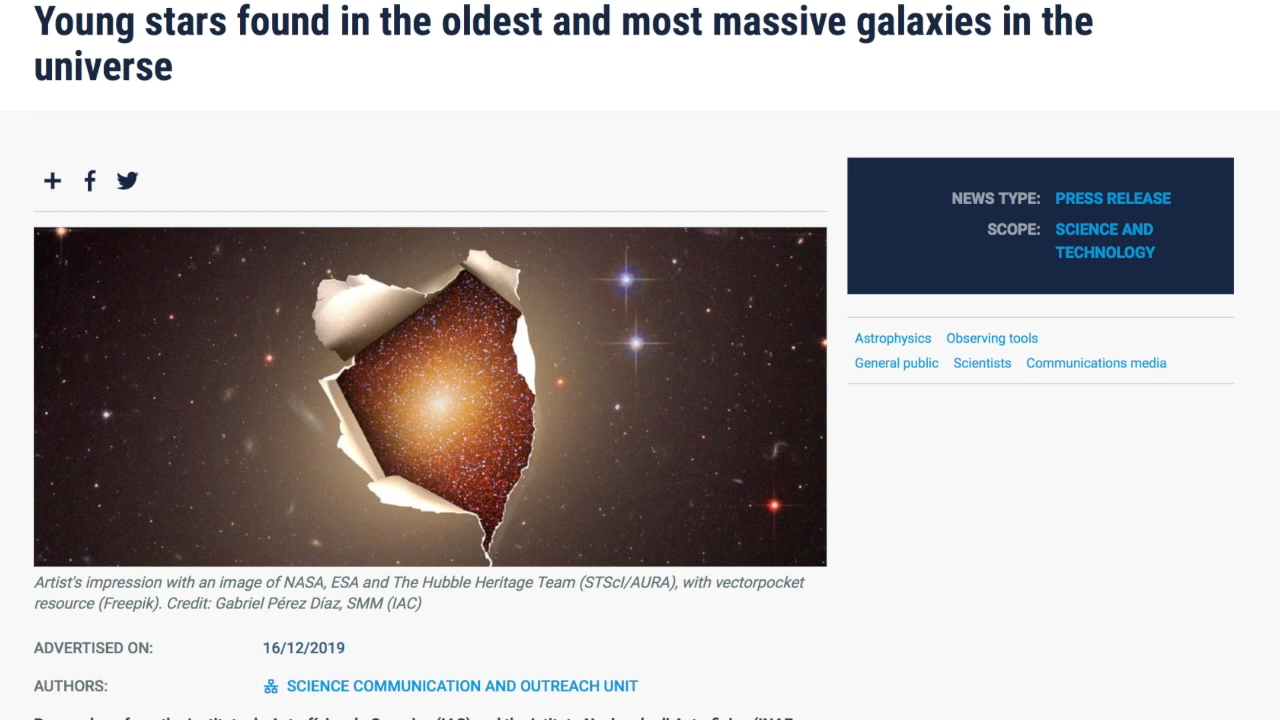 Young stars found in the oldest and most massive galaxies in the
universe
NEWS TYPE: PRESS RELEASE
SCOPE: SCIENCE AND
TECHNOLOGY
Astrophysics Observing tools
General public Scientists Communications media
Artist's impression with an image of NASA, ESA and The Hubble Heritage Team (STScI/AURA), with vectorpocket
resource (Freepik). Credit: Gabriel Pérez Díaz, SMM (IAC)
ADVERTISED ON: 16/12/2019
AUTHORS: SCIENCE COMMUNICATION AND OUTREACH UNIT